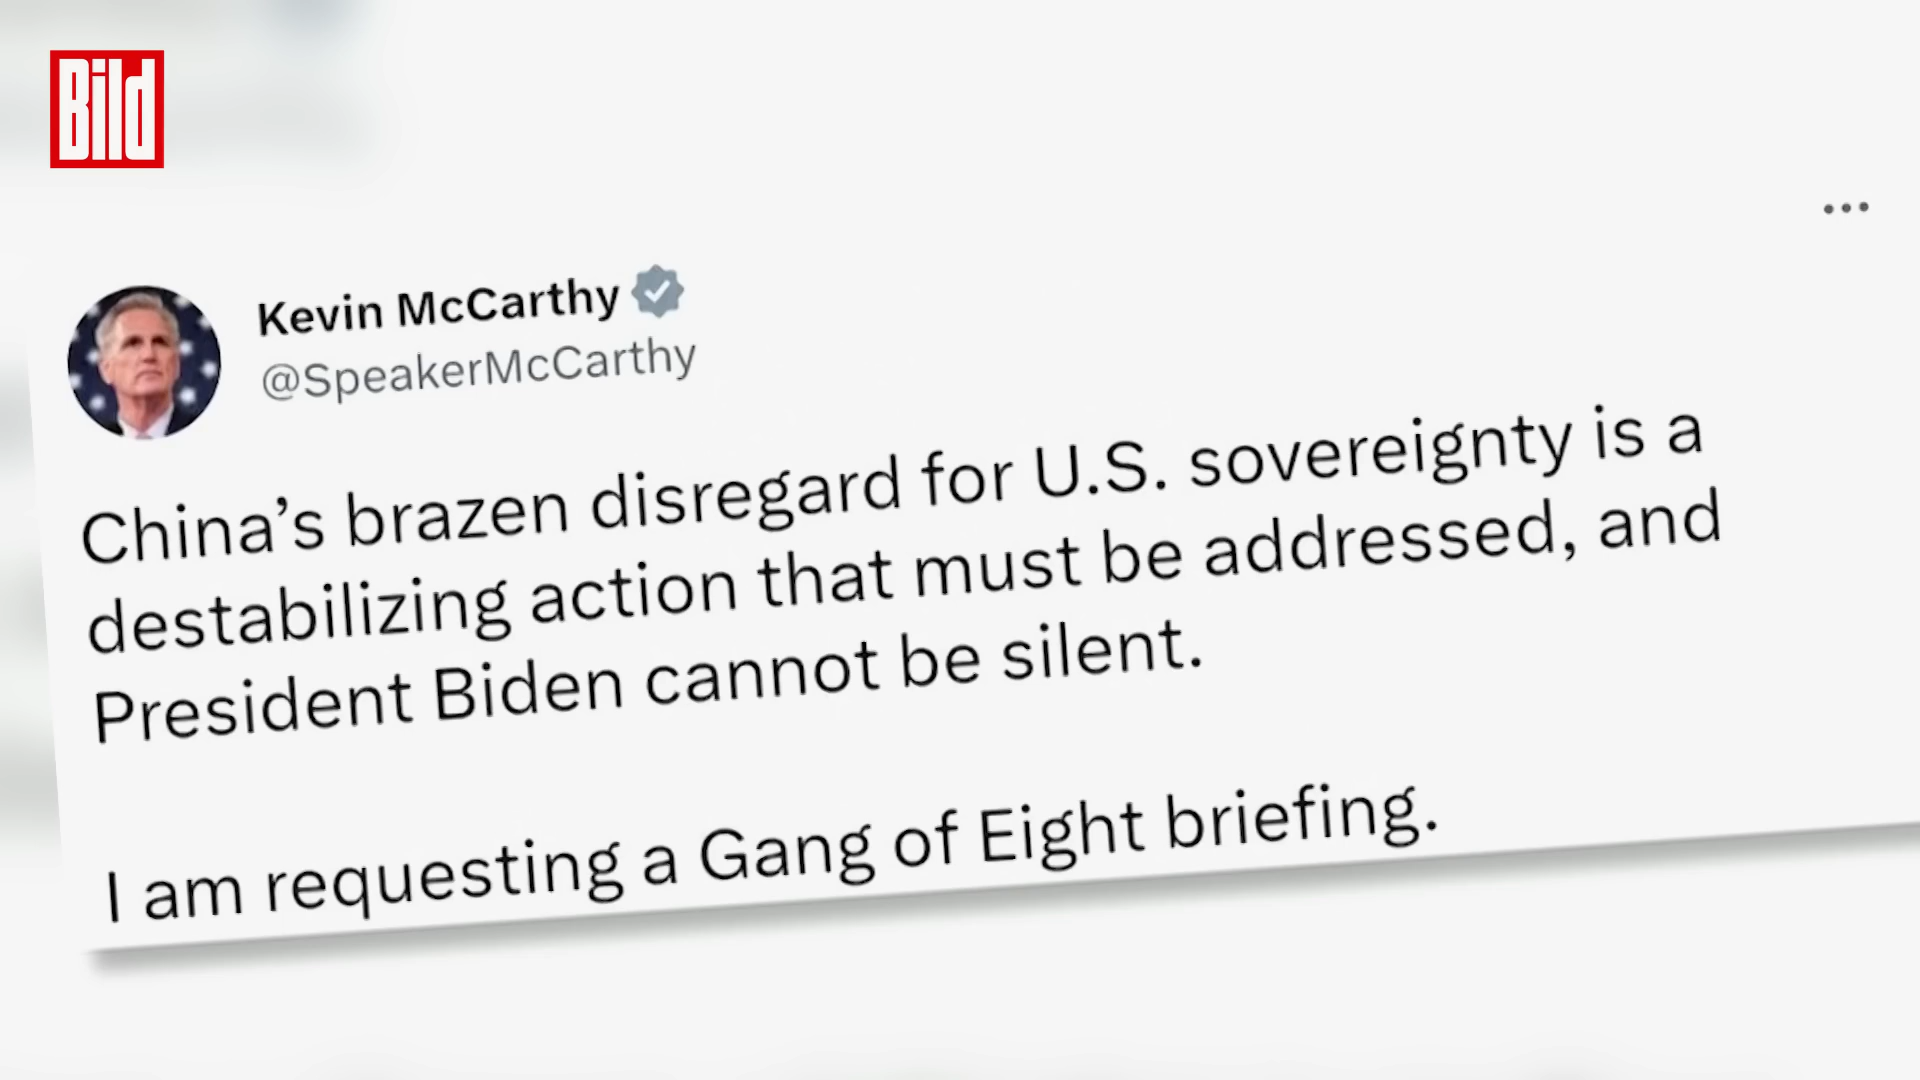 Bild
Kevin McCarthy
@SpeakerMcCarthy
China’s brazen disregard for U.S. sovereignty is a
destabilizing action that must be addressed, and
President Biden cannot be silent.
I am requesting a Gang of Eight briefing.